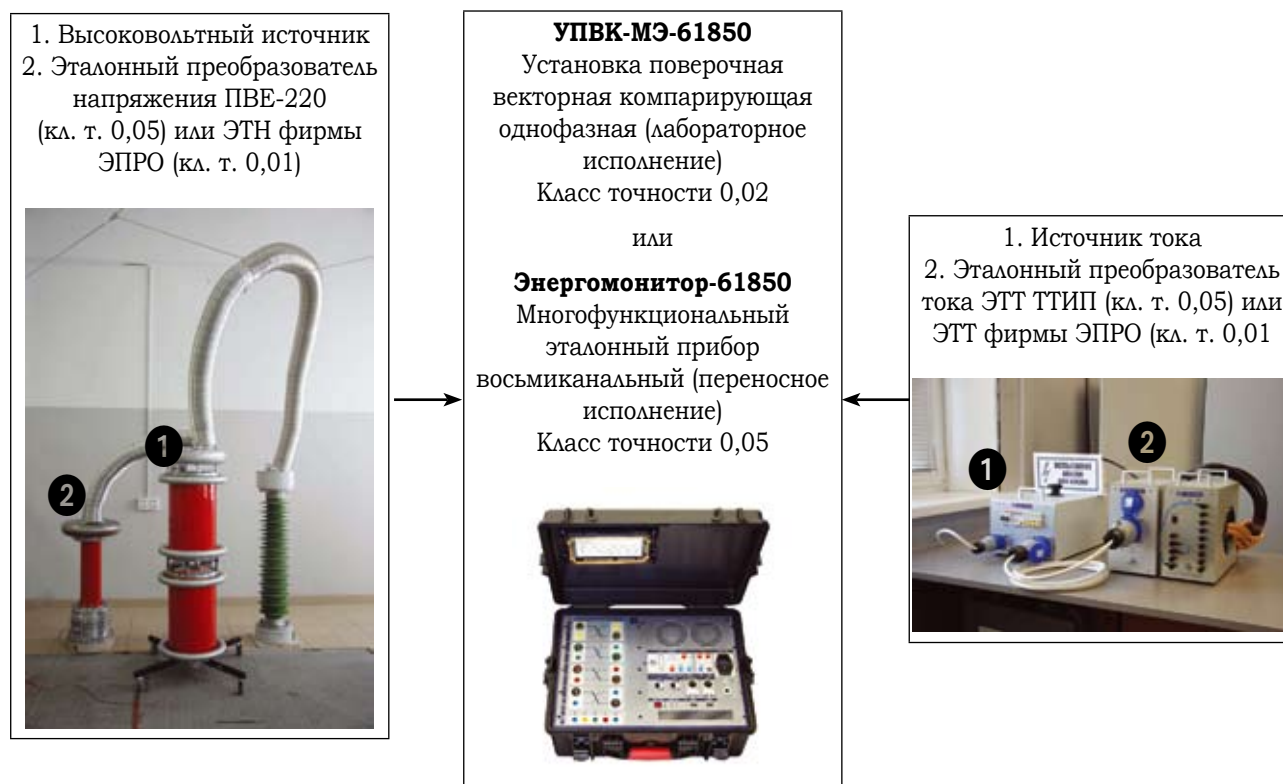 1. Высоковольтный источник
2. Эталонный преобразователь
напряжения ПВЕ-220
(кл. т. 0,05) или ЭТН фирмы
ЭПРО (кл. т. 0,01)
1
2
УПВК-МЭ-61850
Установка поверочная
векторная компарирующая
однофазная (лабораторное
исполнение)
Класс точности 0,02
или
Энергомонитор-61850
Многофункциональный
эталонный прибор
восьмиканальный (переносное
исполнение)
Класс точности 0,05
1. Источник тока
2. Эталонный преобразователь
тока ЭТТ ТТИП (кл. т. 0,05) или
ЭТТ фирмы ЭПРО (кл. т. 0,01
1
2